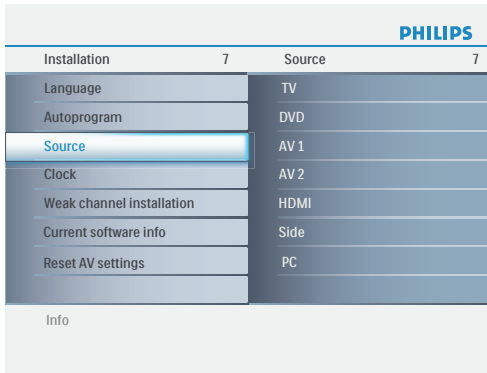 PHILIPS
Installation 7 Source 7
Language TV
Autoprogram DVD
Source AV 1
Clock AV 2
Weak channel installation HDMI
Current software info Side
Reset AV settings PC
Info